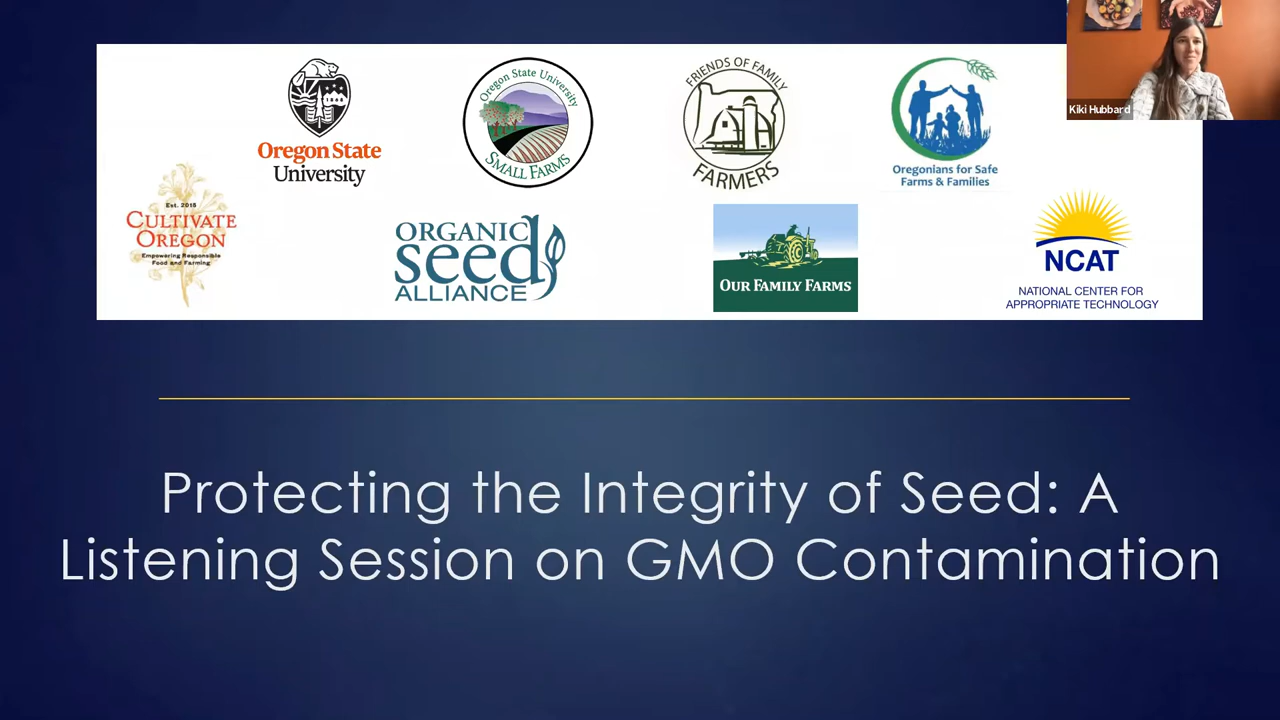 Oregon State
University
Oregon State University
SMALL FARMS
FRIENDS OF FAMILY
FARMERS
Oregonians for Safe
Farms & Families
Kiki Hubbard
Est. 2015
CULTIVATE
OREGON
Empowering Responsible
Food and Farming
ORGANIC
seed
ALLIANCE
OUR FAMILY FARMS
NCAT
NATIONAL CENTER FOR
APPROPRIATE TECHNOLOGY
Protecting the Integrity of Seed: A
Listening Session on GMO Contamination